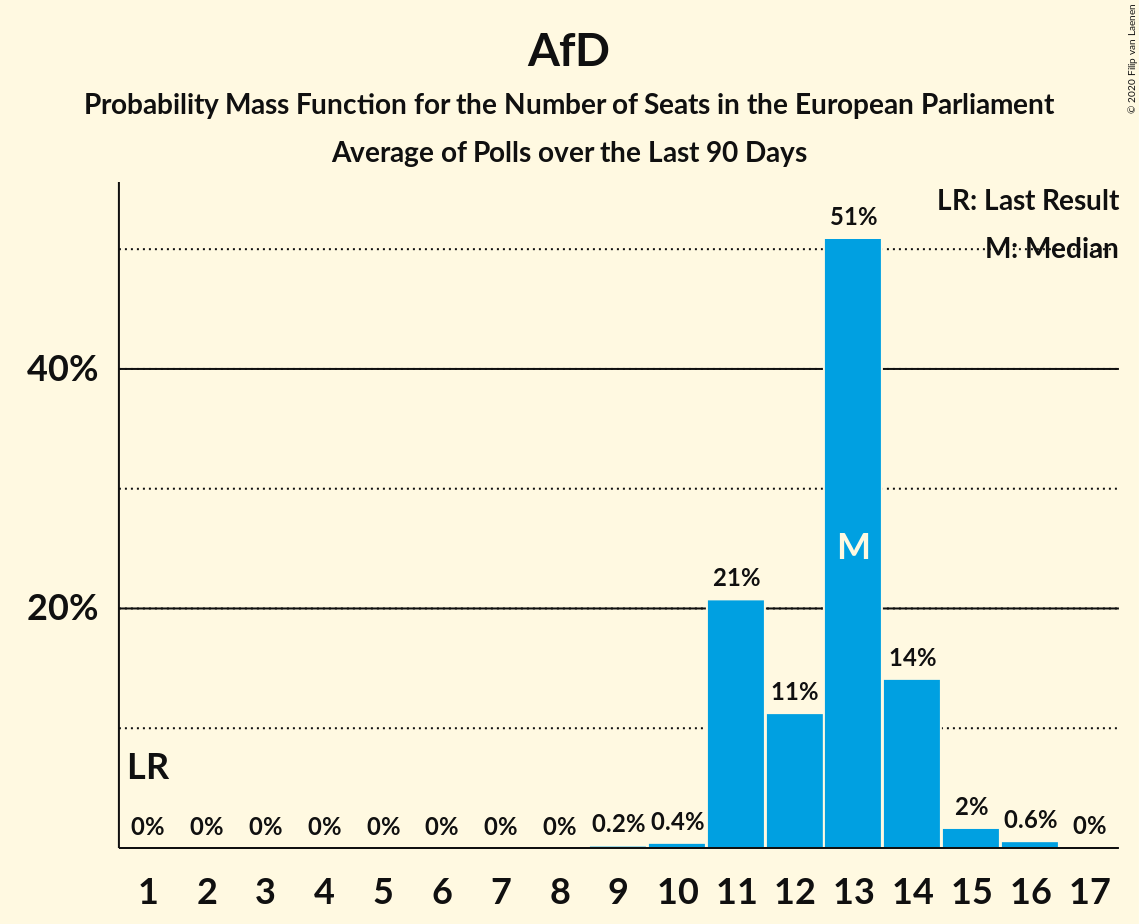 AfD
Probability Mass Function for the Number of Seats in the European Parliament
Average of Polls over the Last 90 Days
© 2020 Filip van Laenen
LR: Last Result
M: Median
51%
40%
M
21%
20%
14%
11%
LR
0% 0% 0% 0% 0% 0% 0% 0% 0.2% 0.4% 2% 0.6% 0%
1 2 3 4 5 6 7 8 9 10 11 12 13 14 15 16 17